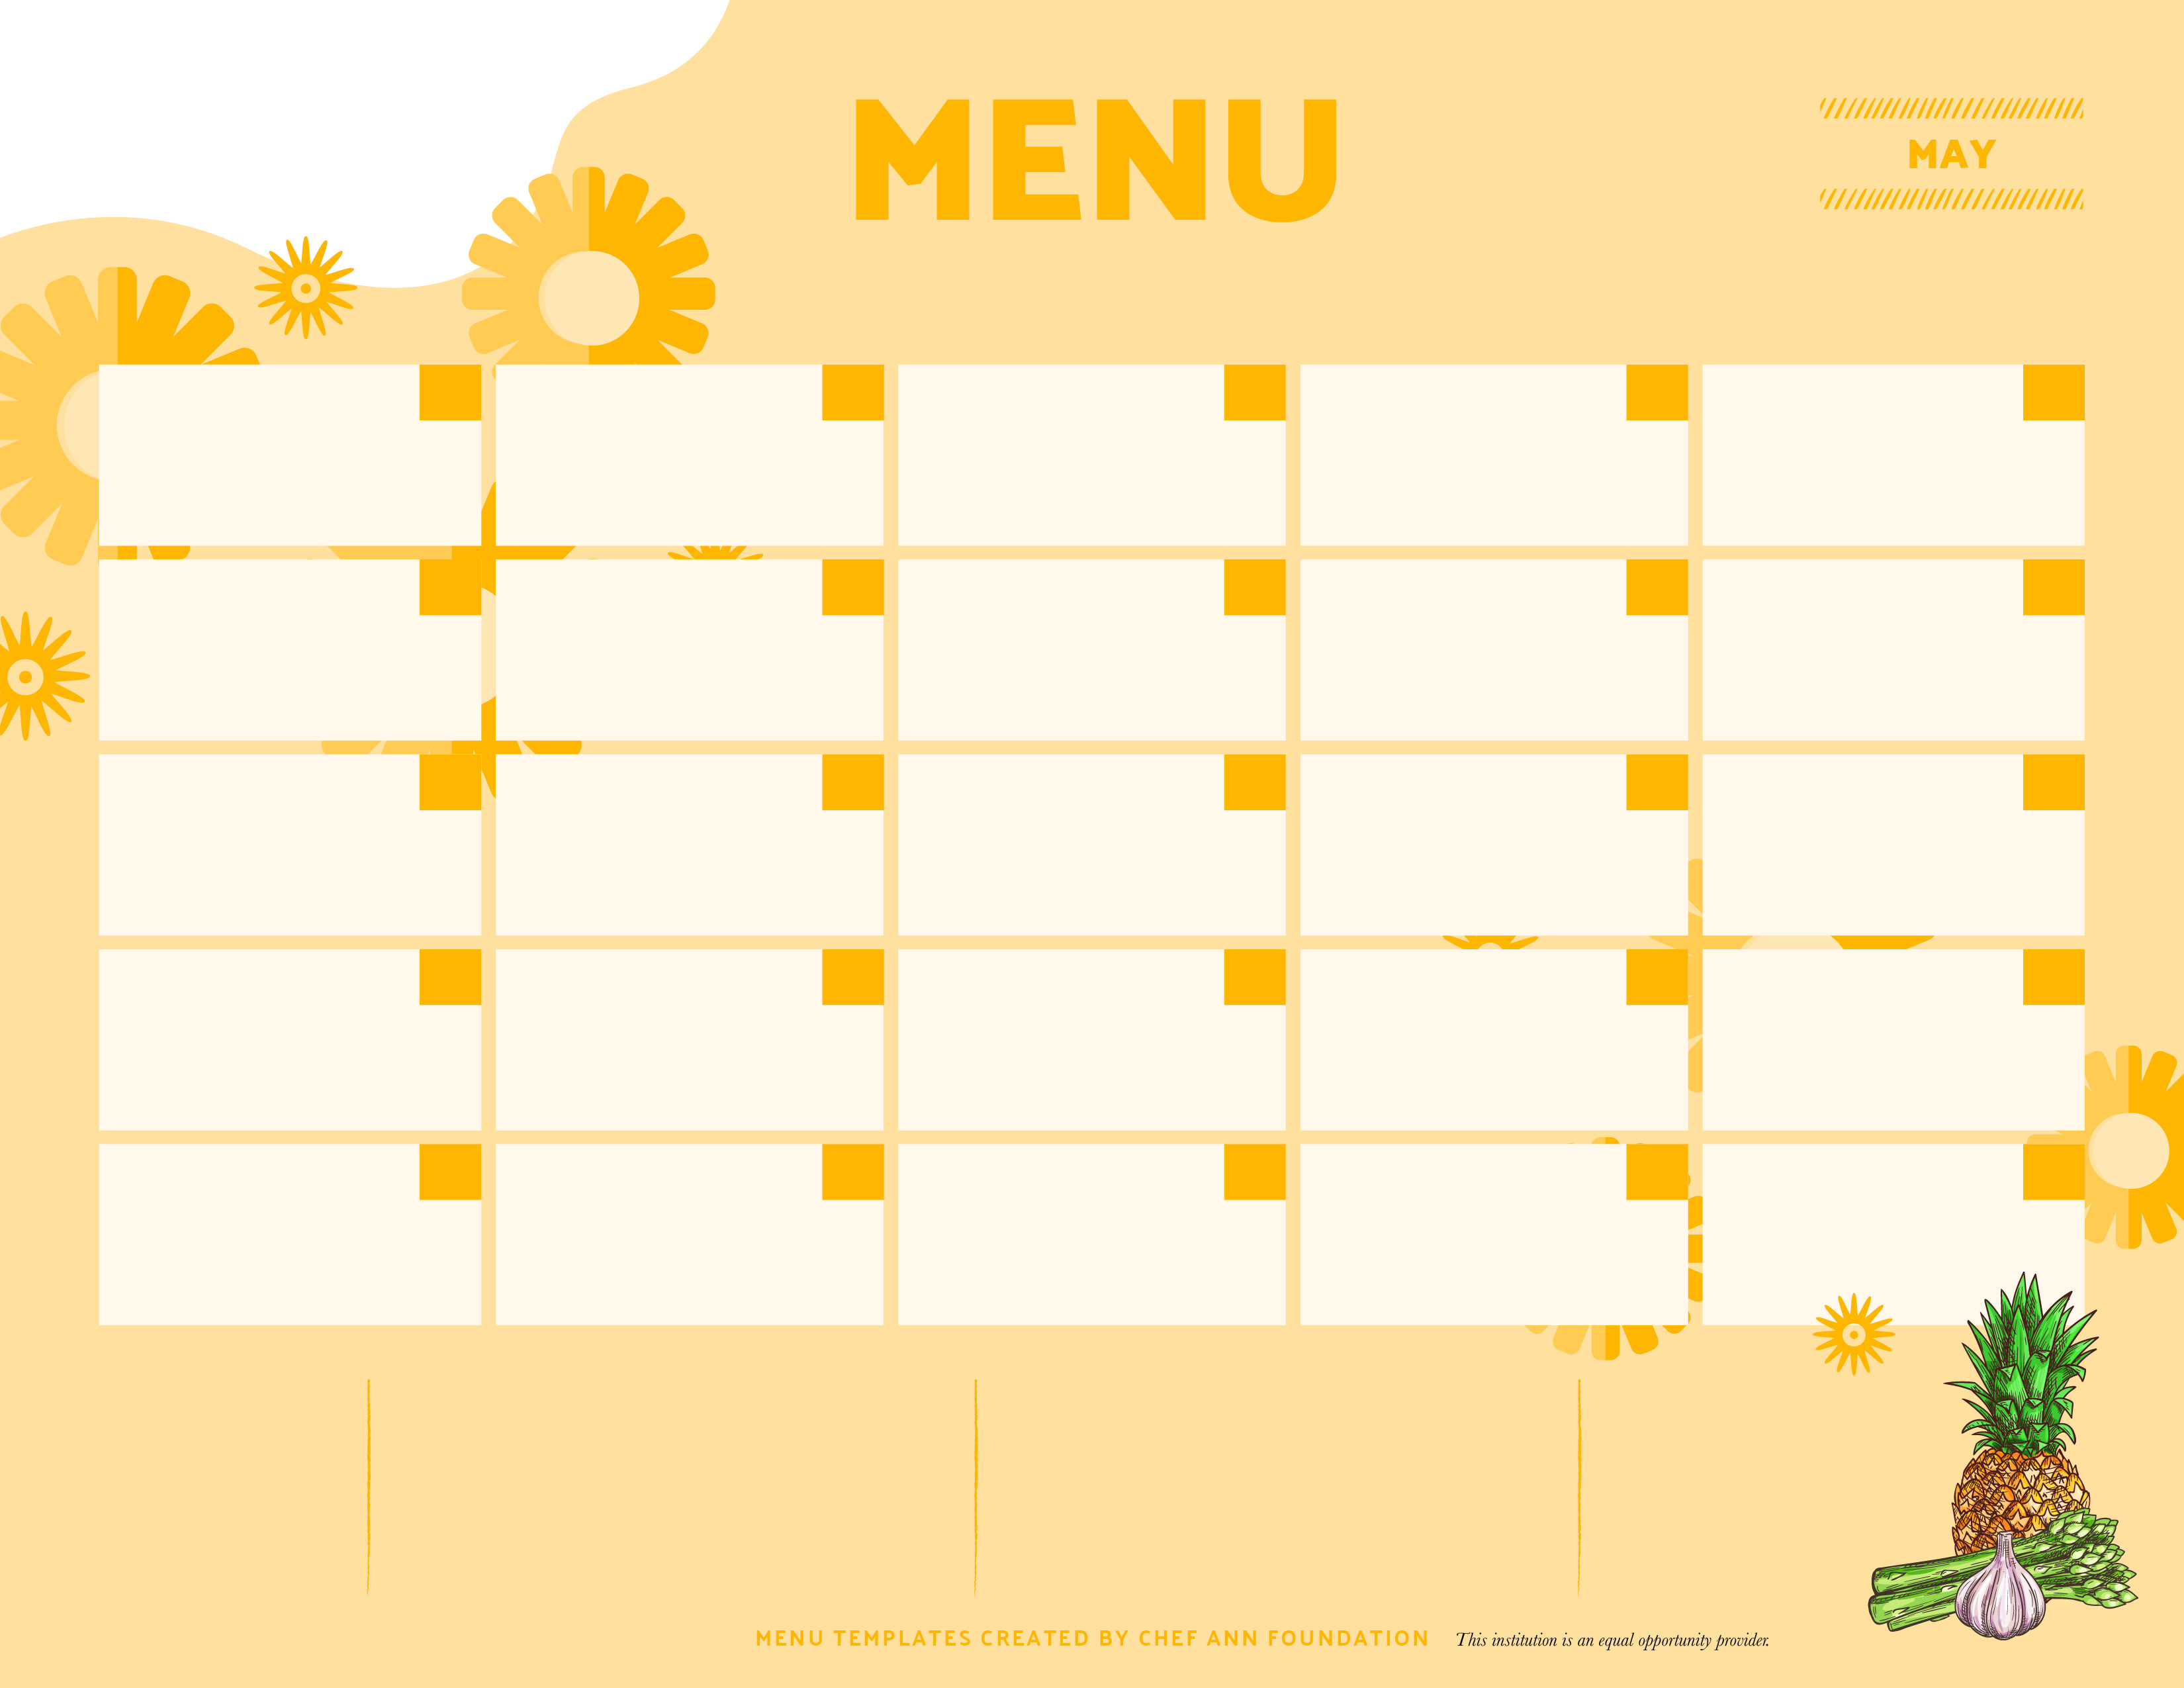 MENU
MAY
MENU TEMPLATES CREATED BY CHEF ANN FOUNDATION
This institution is an equal opportunity provider.